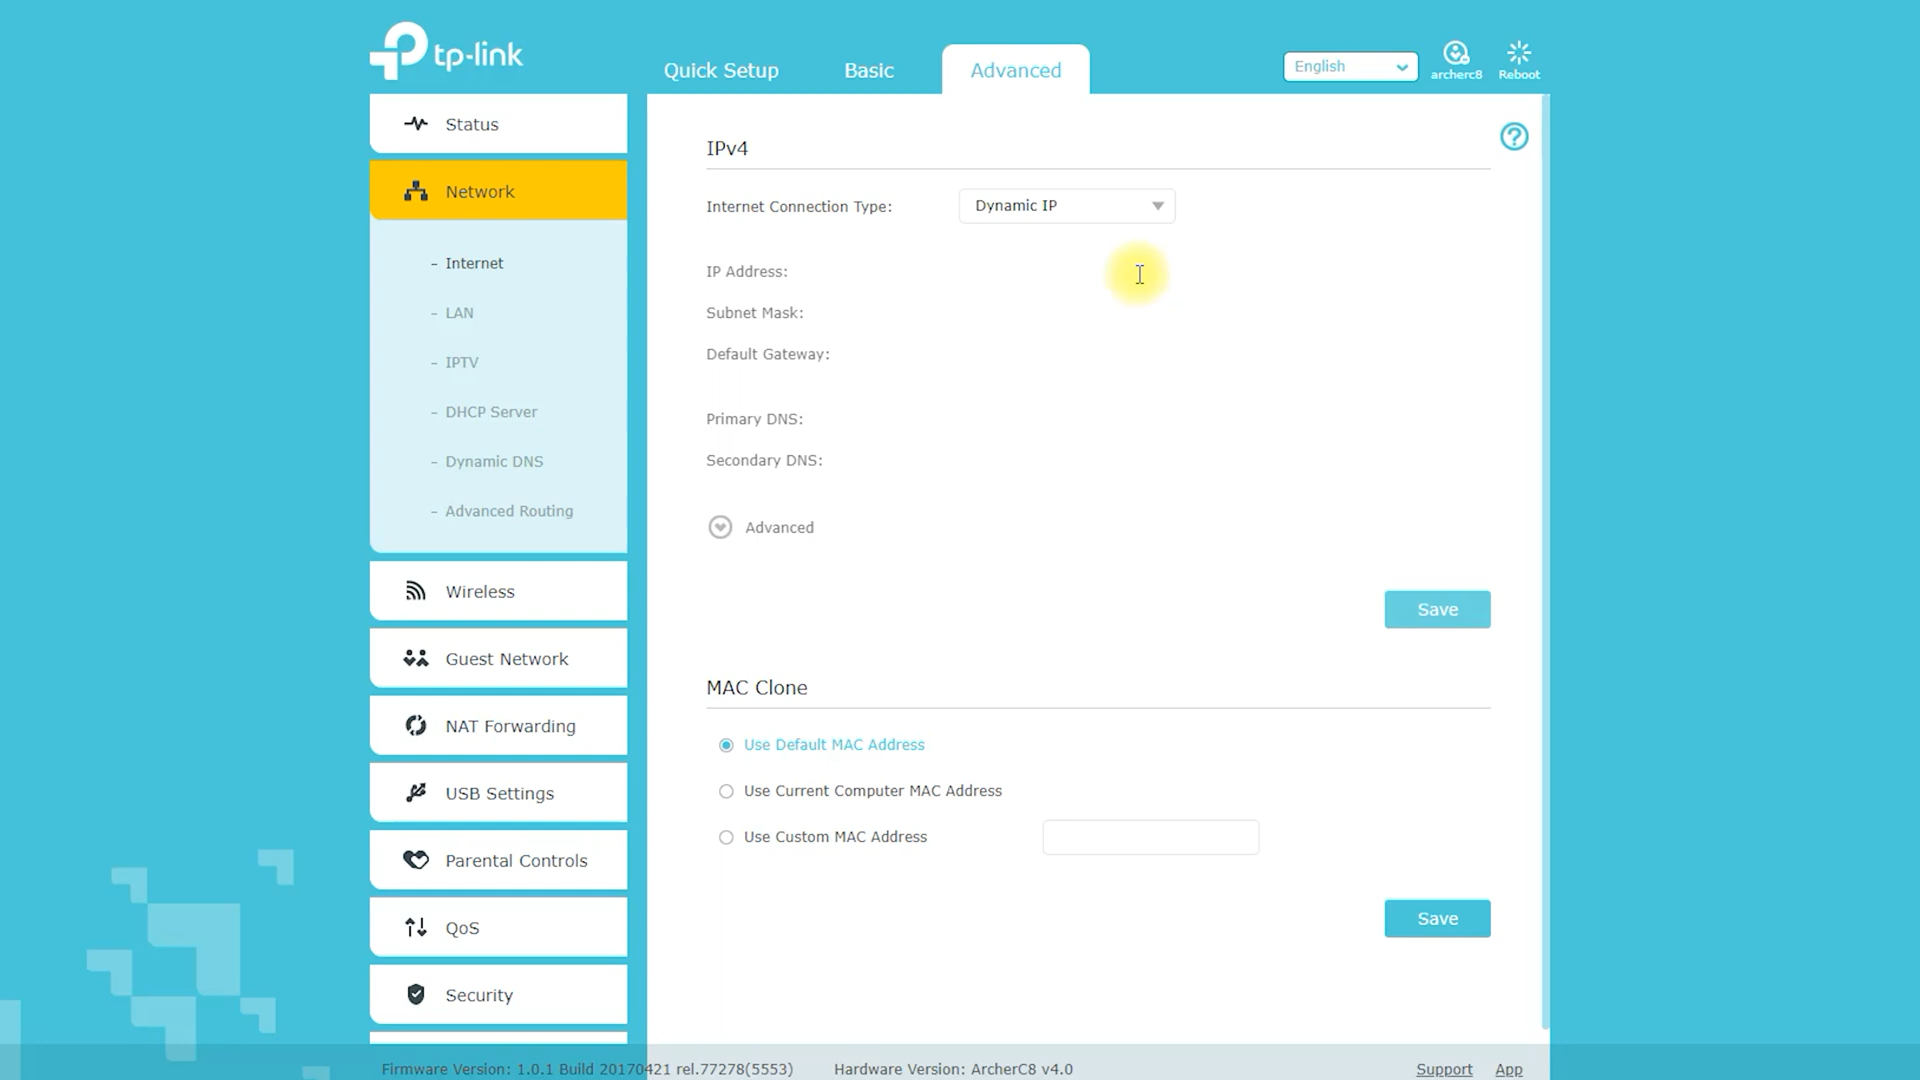 tp-link
Quick Setup
Basic
Advanced
English
archerc8
Reboot
Status
Network
- Internet
- LAN
- IPTV
- DHCP Server
- Dynamic DNS
- Advanced Routing
Wireless
Guest Network
NAT Forwarding
USB Settings
Parental Controls
QoS
Security
IPv4
?
Internet Connection Type: Dynamic IP
IP Address:
Subnet Mask:
Default Gateway:
Primary DNS:
Secondary DNS:
Advanced
Save
MAC Clone
Use Default MAC Address
Use Current Computer MAC Address
Use Custom MAC Address
Save
Firmware Version: 1.0.1 Build 20170421 rel.77278(5553)
Hardware Version: ArcherC8 v4.0
Support
App